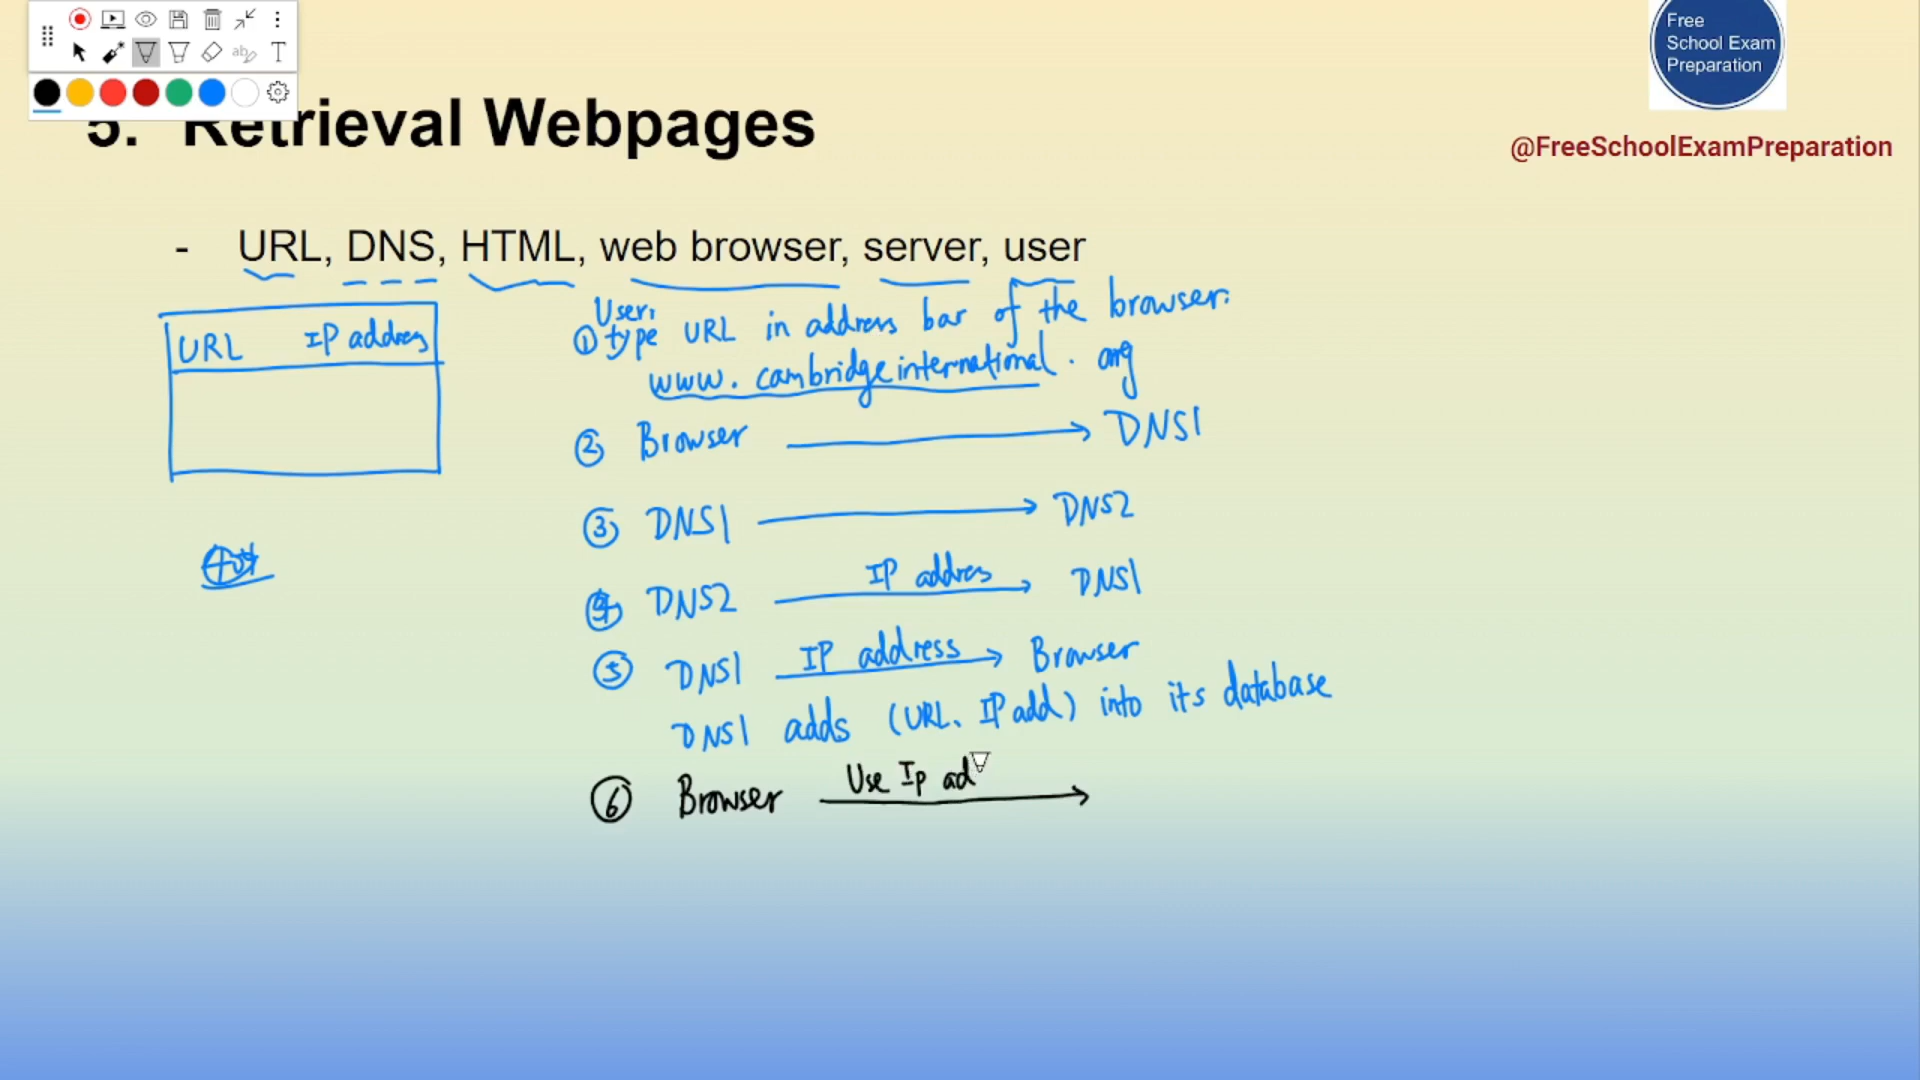 Free
School Exam
Preparation
@FreeSchoolExamPreparation
5. Retrieval Webpages
- URL, DNS, HTML, web browser, server, user
URL IP address
User:
① type URL in address bar of the browser:
www.cambridgeinternational.org
② Browser → DNS1
③ DNS1 → DNS2
IP address
④ DNS2 → DNS1
IP address
⑤ DNS1 → Browser
DNS1 adds (URL, IP add) into its database
Use Ip ad
⑥ Browser →